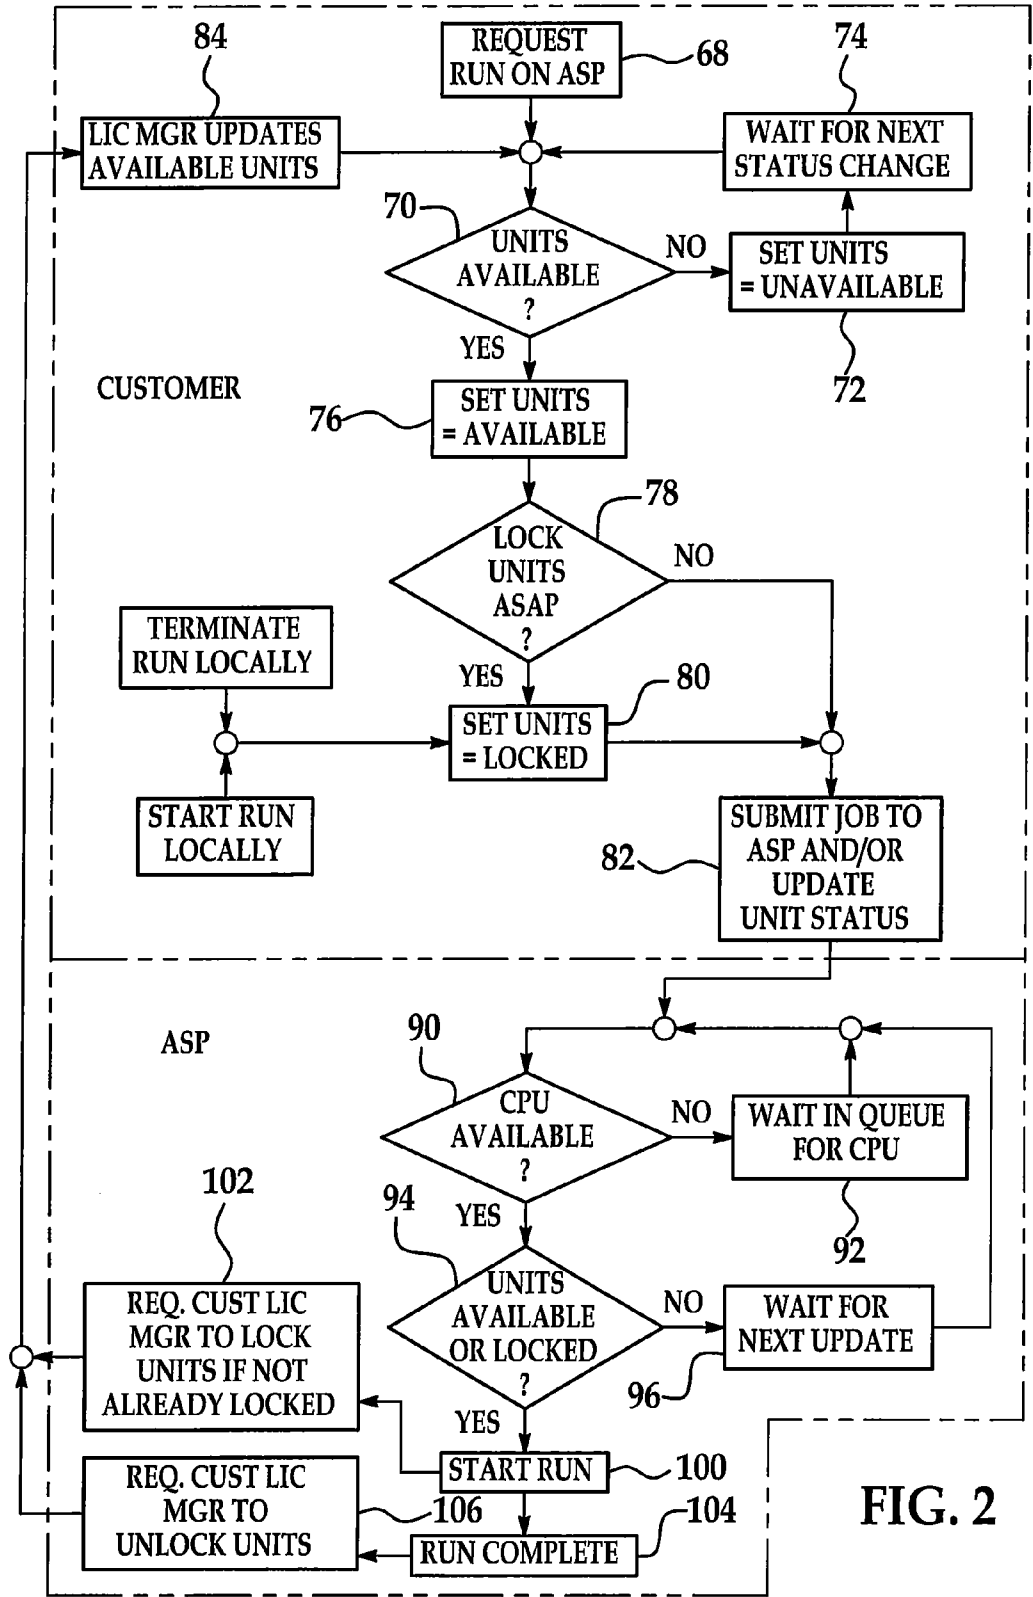 84
REQUEST
RUN ON ASP
68
74
LIC MGR UPDATES
AVAILABLE UNITS
WAIT FOR NEXT
STATUS CHANGE
70
UNITS
AVAILABLE
?
NO
SET UNITS
= UNAVAILABLE
YES
72
CUSTOMER
76
SET UNITS
= AVAILABLE
78
LOCK
UNITS
ASAP
?
NO
TERMINATE
RUN LOCALLY
YES
80
SET UNITS
= LOCKED
START RUN
LOCALLY
SUBMIT JOB TO
ASP AND/OR
UPDATE
UNIT STATUS
82
ASP
90
CPU
AVAILABLE
?
NO
WAIT IN QUEUE
FOR CPU
YES
92
102
94
UNITS
AVAILABLE
OR LOCKED
?
NO
WAIT FOR
NEXT UPDATE
96
REQ. CUST LIC
MGR TO LOCK
UNITS IF NOT
ALREADY LOCKED
YES
START RUN
100
REQ. CUST LIC
MGR TO
UNLOCK UNITS
106
RUN COMPLETE
104
FIG. 2